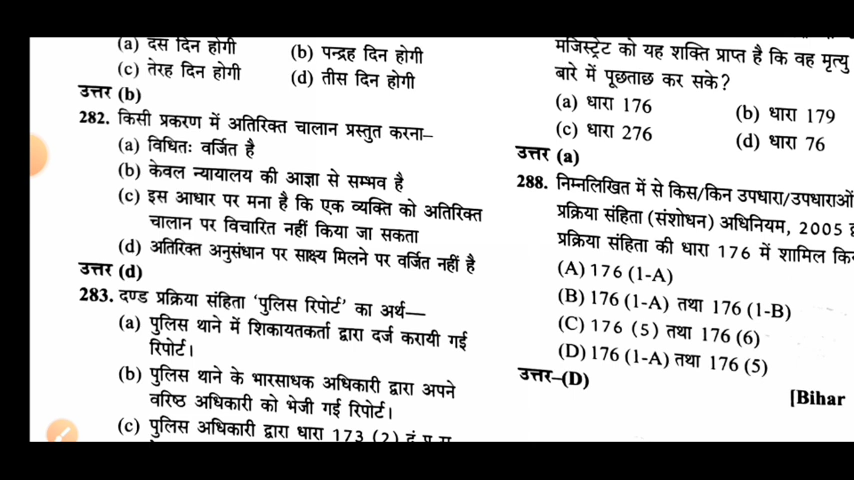 (a) दस दिन होगी
(b) पन्द्रह दिन होगी
(c) तेरह दिन होगी
(d) तीस दिन होगी
उत्तर (b)
282. किसी प्रकरण में अतिरिक्त चालान प्रस्तुत करना–
(a) विधितः वर्जित है
(b) केवल न्यायालय की आज्ञा से सम्भव है
(c) इस आधार पर मना है कि एक व्यक्ति को अतिरिक्त
चालान पर विचारित नहीं किया जा सकता
(d) अतिरिक्त अनुसंधान पर साक्ष्य मिलने पर वर्जित नहीं है
उत्तर (d)
283. दण्ड प्रक्रिया संहिता 'पुलिस रिपोर्ट' का अर्थ—
(a) पुलिस थाने में शिकायतकर्ता द्वारा दर्ज करायी गई
रिपोर्ट।
(b) पुलिस थाने के भारसाधक अधिकारी द्वारा अपने
वरिष्ठ अधिकारी को भेजी गई रिपोर्ट।
(c) पुलिस अधिकारी द्वारा धारा 173 (2)
मजिस्ट्रेट को यह शक्ति प्राप्त है कि वह मृत्यु
बारे में पूछताछ कर सके?
(a) धारा 176
(b) धारा 179
(c) धारा 276
(d) धारा 76
उत्तर (a)
288. निम्नलिखित में से किस/किन उपधारा/उपधाराओं
प्रक्रिया संहिता (संशोधन) अधिनियम, 2005
प्रक्रिया संहिता की धारा 176 में शामिल
(A) 176 (1-A)
(B) 176 (1-A) तथा 176 (1-B)
(C) 176 (5) तथा 176 (6)
(D) 176 (1-A) तथा 176 (5)
उत्तर–(D)
[Bihar